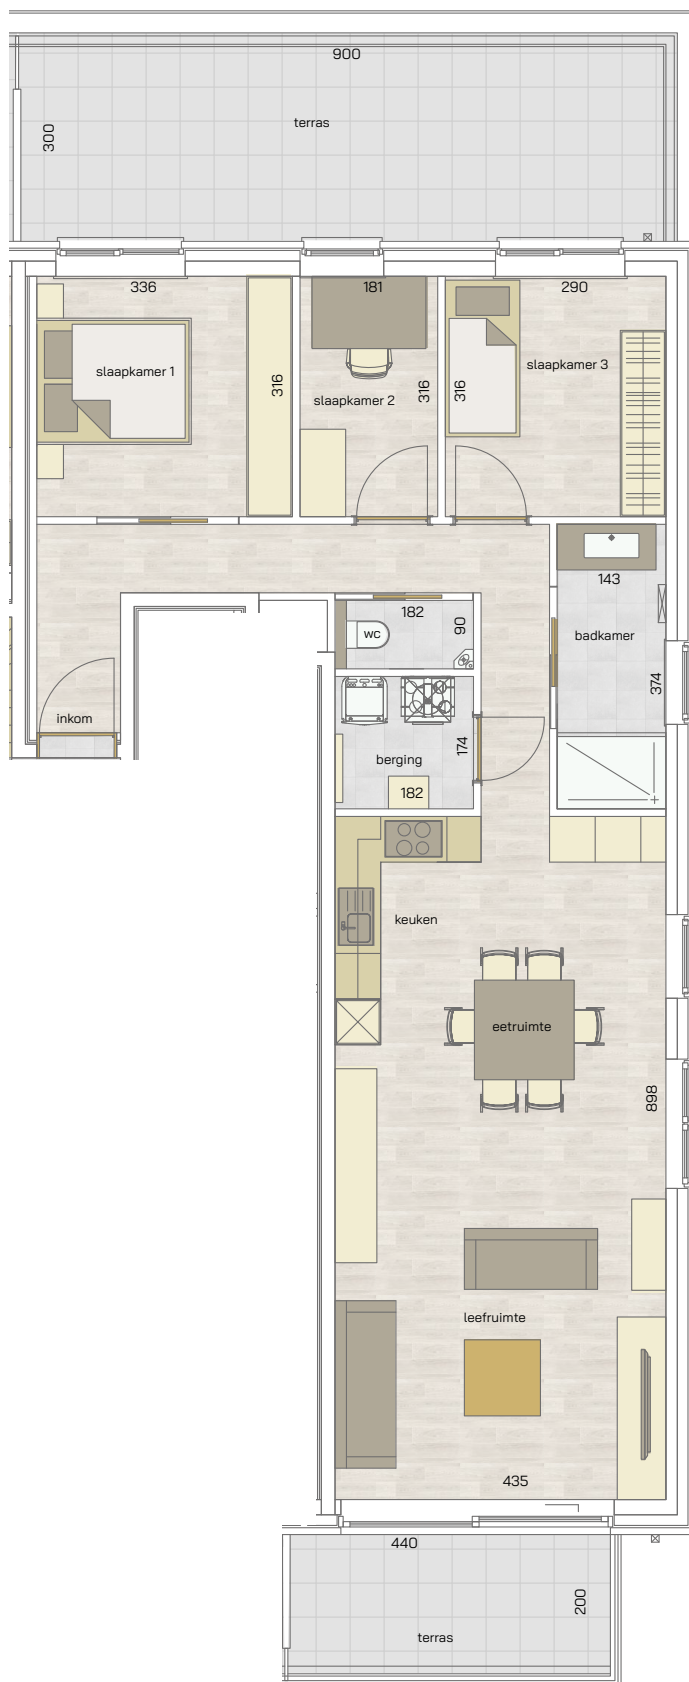 900
terras
300
336
181
290
slaapkamer 1
316
slaapkamer 2
316
316
slaapkamer 3
143
182
90
WC
badkamer
374
inkom
berging
174
182
keuken
eetruimte
898
leefruimte
435
440
200
terras